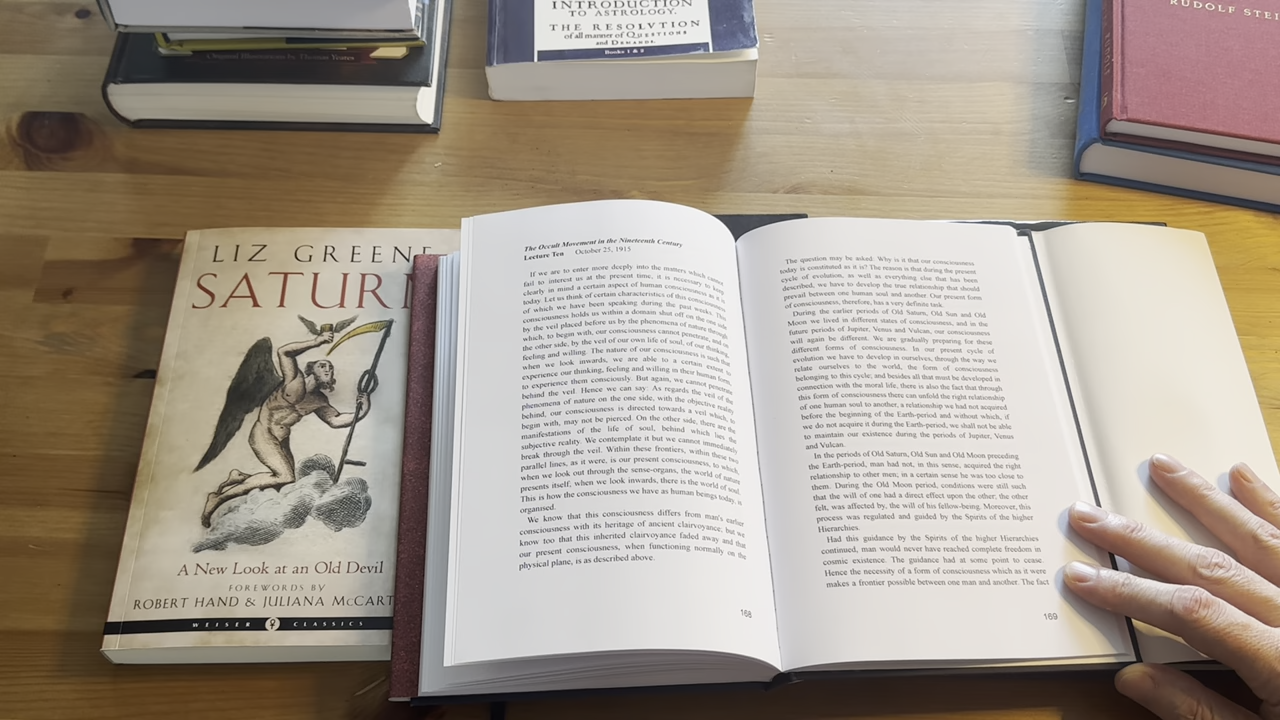 INTRODUCTION
TO ASTROLOGY.
THE RESOLVTION
of all manner of QUESTIONS
and DEMANDS.
Books 1 & 2
Original Illustrations by Thomas Yeates
RUDOLF STEI
LIZ GREENE
SATUR
A New Look at an Old Devil
FOREWORDS BY
ROBERT HAND & JULIANA McCART
WEISER CLASSICS
The Occult Movement in the Nineteenth Century
Lecture Ten October 25, 1915
If we are to enter more deeply into the matters which cannot
fail to interest us at the present time, it is necessary to keep
clearly in mind a certain aspect of human consciousness as it is
today. Let us think of certain characteristics of this consciousness
of which we have been speaking during the past weeks. This
consciousness holds us within a domain shut off on the one side
by the veil placed before us by the phenomena of nature through
which, to begin with, our consciousness cannot penetrate, and on
the other side, by the veil of our own life of soul, of our thinking,
feeling and willing. The nature of our consciousness is such that
when we look inwards, we are able to a certain extent to
experience our thinking, feeling and willing in their human form,
to experience them consciously. But again, we cannot penetrate
behind the veil. Hence we can say: As regards the veil of the
phenomena of nature on the one side, with the objective reality
behind, our consciousness is directed towards a veil which, to
begin with, may not be pierced. On the other side, there are the
manifestations of the life of soul, behind which lies the
subjective reality. We contemplate it but we cannot immediately
break through the veil. Within these frontiers, within these two
parallel lines, as it were, is our present consciousness, to which,
when we look out through the sense-organs, the world of nature
presents itself; when we look inwards, there is the world of soul.
This is how the consciousness we have as human beings today, is
organised.
We know that this consciousness differs from man's earlier
consciousness with its heritage of ancient clairvoyance; but we
know too that this inherited clairvoyance faded away and that
our present consciousness, when functioning normally on the
physical plane, is as described above.
168
The question may be asked: Why is it that our consciousness
today is constituted as it is? The reason is that during the present
cycle of evolution, as well as everything else that has been
described, we have to develop the true relationship that should
prevail between one human soul and another. Our present form
of consciousness, therefore, has a very definite task.
During the earlier periods of Old Saturn, Old Sun and Old
Moon we lived in different states of consciousness, and in the
future periods of Jupiter, Venus and Vulcan, our consciousness
will again be different. We are gradually preparing for these
different forms of consciousness. In our present cycle of
evolution we have to develop in ourselves, through the way we
relate ourselves to the world, the form of consciousness
belonging to this cycle; and besides all that must be developed in
connection with the moral life, there is also the fact that through
this form of consciousness there can unfold the right relationship
of one human soul to another, a relationship we had not acquired
before the beginning of the Earth-period and without which, if
we do not acquire it during the Earth-period, we shall not be able
to maintain our existence during the periods of Jupiter, Venus
and Vulcan.
In the periods of Old Saturn, Old Sun and Old Moon preceding
the Earth-period, man had not, in this sense, acquired the right
relationship to other men; in a certain sense he was too close to
them. During the Old Moon period, conditions were still such
that the will of one had a direct effect upon the other; the other
felt, was affected by, the will of his fellow-being. Moreover, this
process was regulated and guided by the Spirits of the higher
Hierarchies.
Had this guidance by the Spirits of the higher Hierarchies
continued, man would never have reached complete freedom in
cosmic existence. The guidance had at some point to cease.
Hence the necessity of a form of consciousness which as it were
makes a frontier possible between one man and another. The fact
169